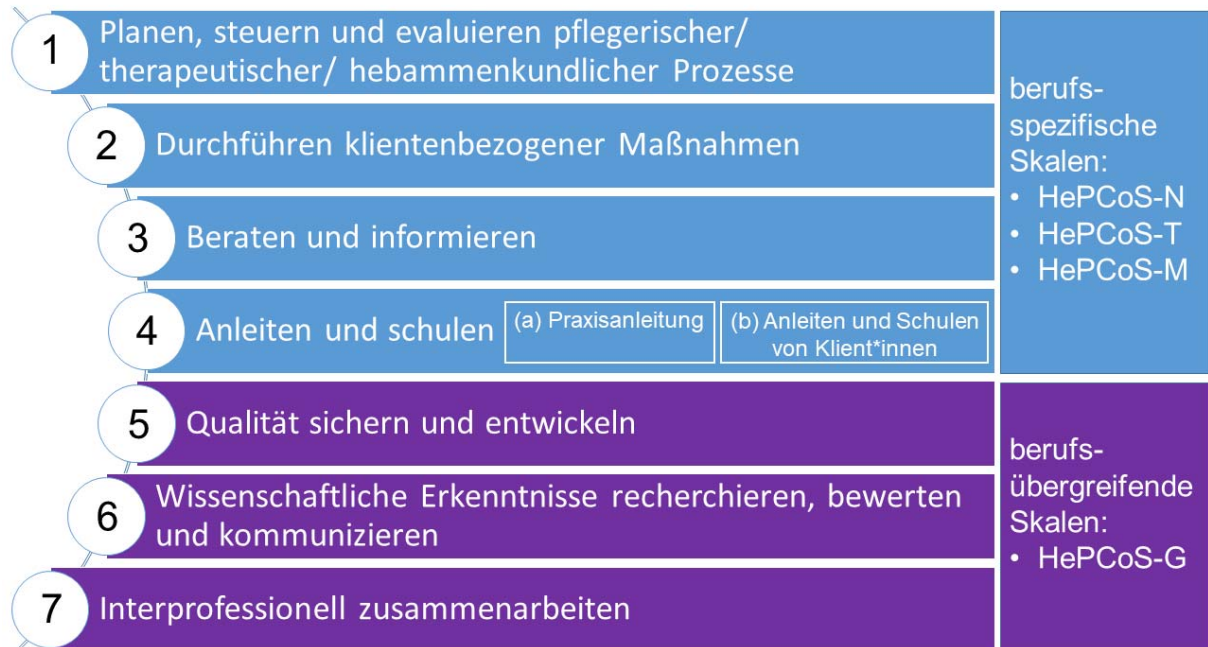 1
Planen, steuern und evaluieren pflegerischer/
therapeutischer/ hebammenkundlicher Prozesse
2
Durchführen klientenbezogener Maßnahmen
3
Beraten und informieren
4
Anleiten und schulen
(a) Praxisanleitung
(b) Anleiten und Schulen
von Klient*innen
berufs-
spezifische
Skalen:
• HePCoS-N
• HePCoS-T
• HePCoS-M
5
Qualität sichern und entwickeln
6
Wissenschaftliche Erkenntnisse recherchieren, bewerten
und kommunizieren
7
Interprofessionell zusammenarbeiten
berufs-
übergreifende
Skalen:
• HePCoS-G